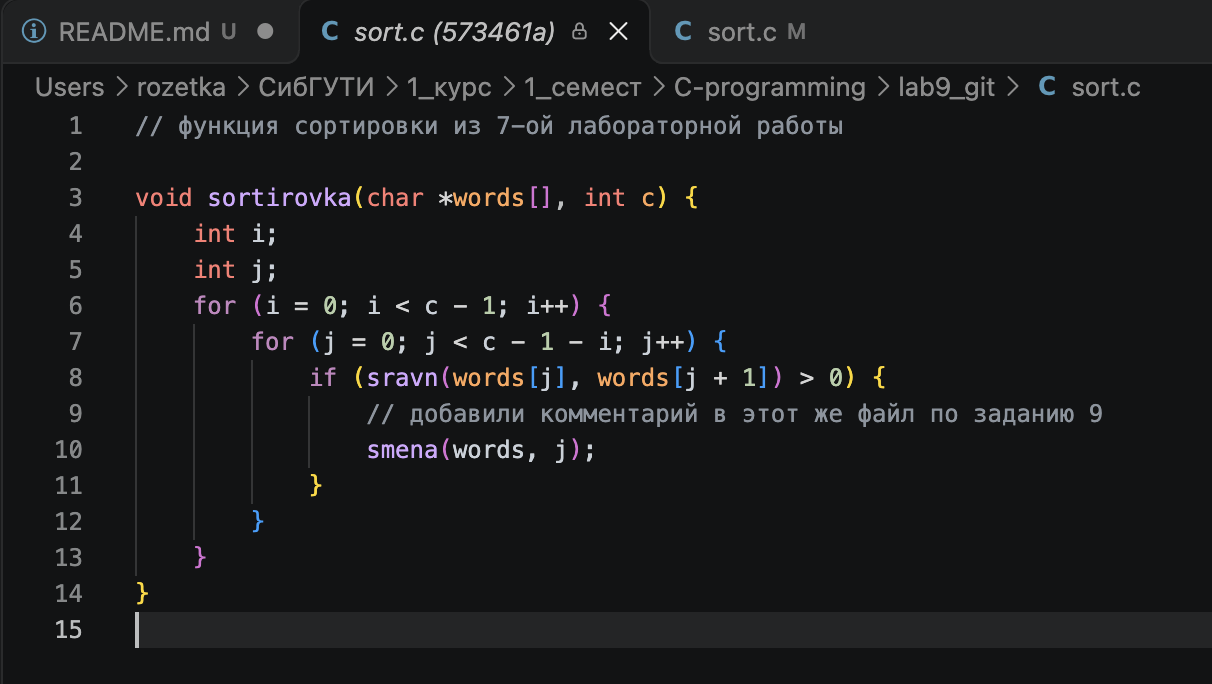 README.md U
C sort.c (573461a)
C sort.c M
Users > rozetka > СибГУТИ > 1_курс > 1_семест > C-programming > lab9_git > C sort.c
1 // функция сортировки из 7-ой лабораторной работы
2
3 void sortirovka(char *words[], int c) {
4     int i;
5     int j;
6     for (i = 0; i < c - 1; i++) {
7         for (j = 0; j < c - 1 - i; j++) {
8             if (sravn(words[j], words[j + 1]) > 0) {
9                 // добавили комментарий в этот же файл по заданию 9
10                 smena(words, j);
11             }
12         }
13     }
14 }
15